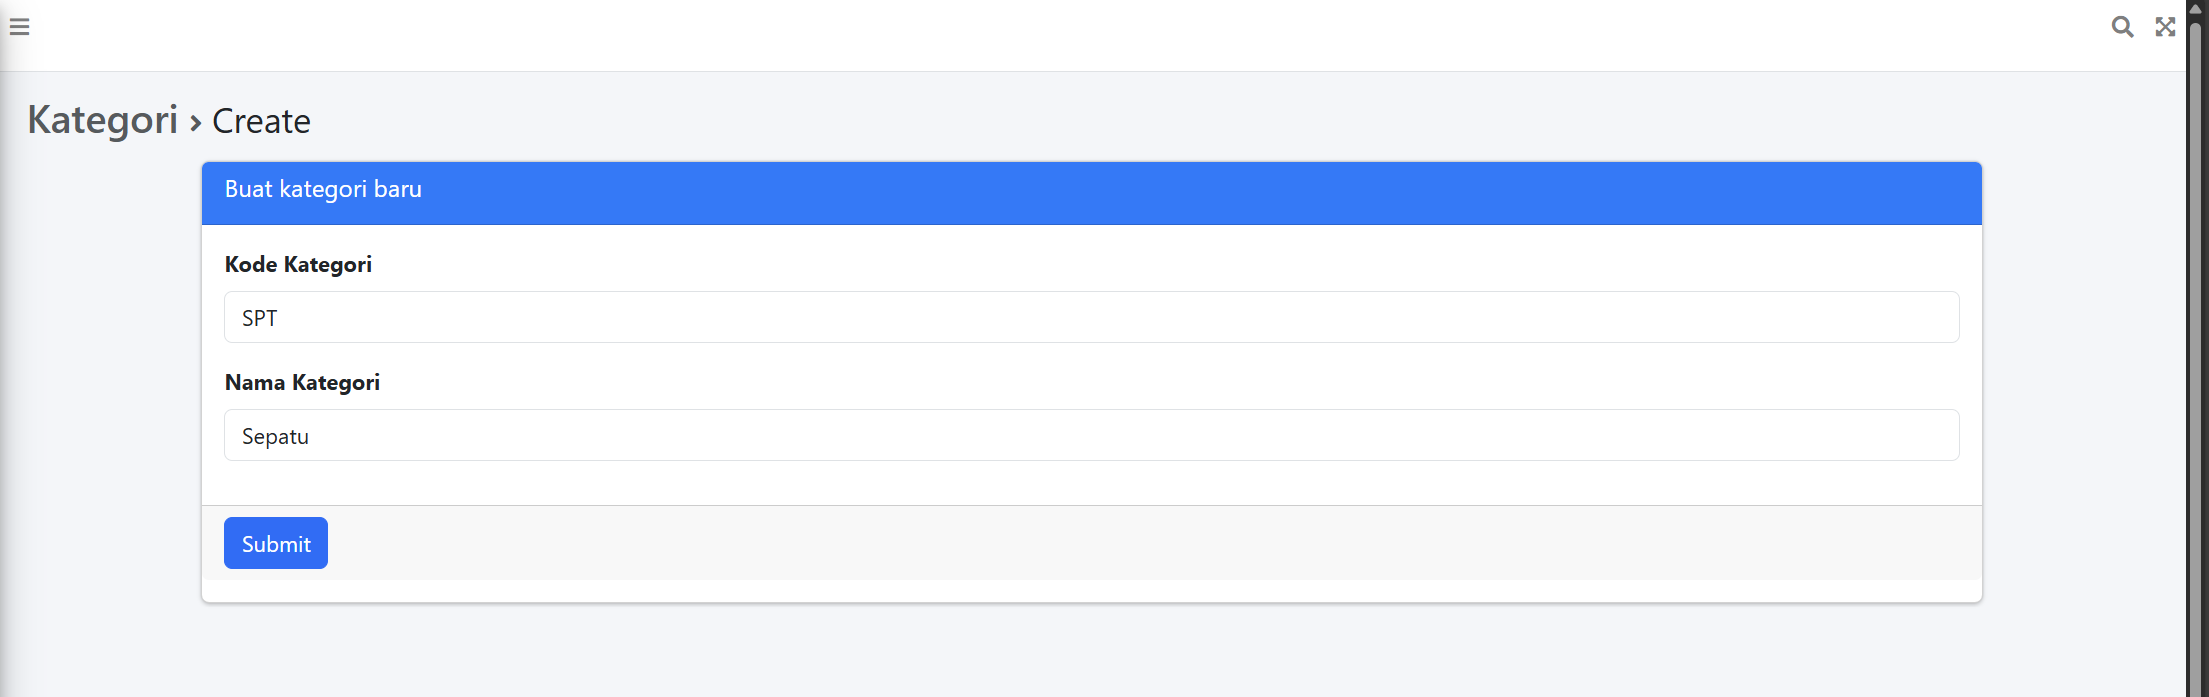 Kategori › Create
Buat kategori baru
Kode Kategori
SPT
Nama Kategori
Sepatu
Submit